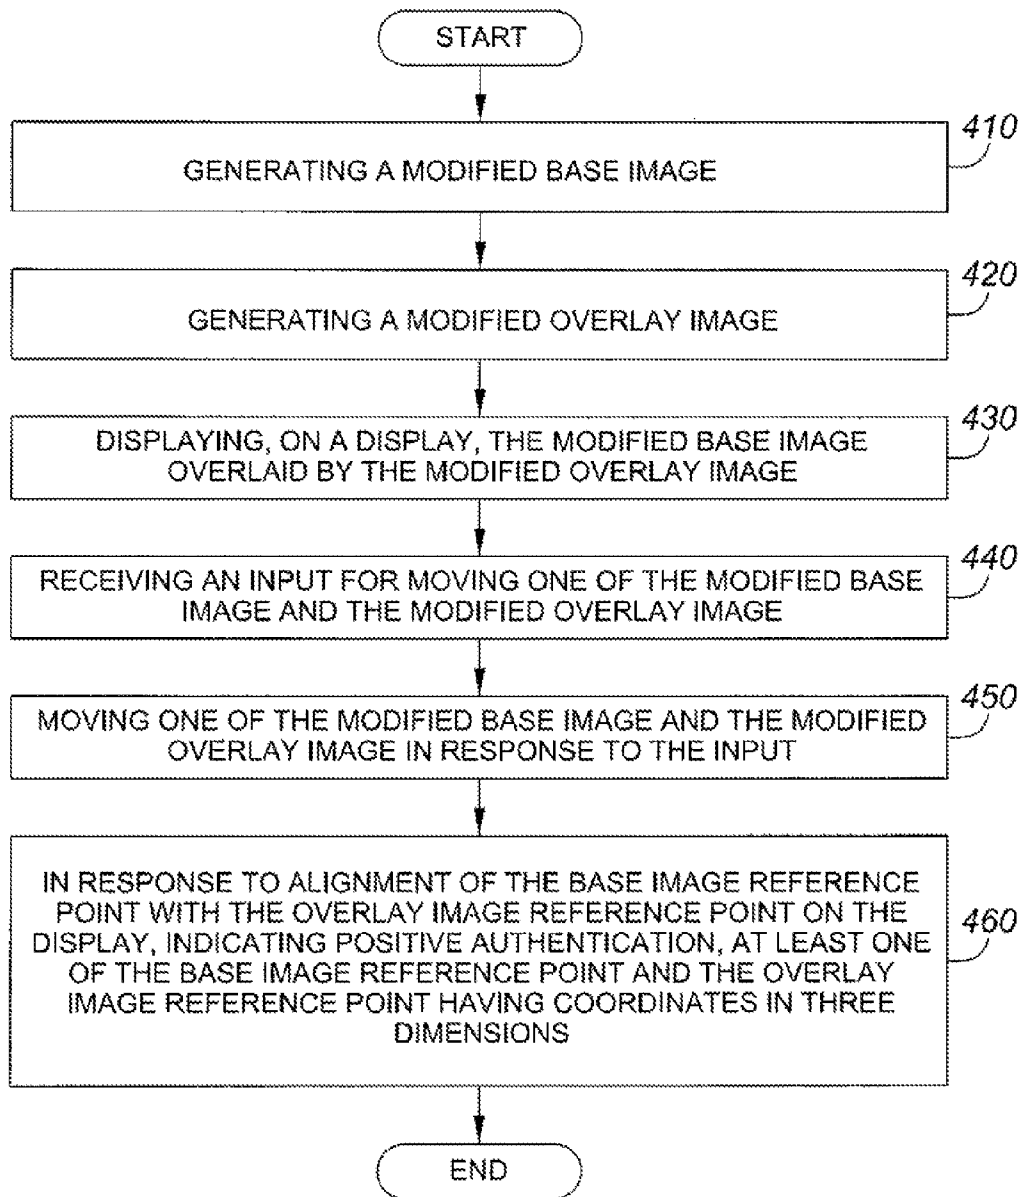 START
410
GENERATING A MODIFIED BASE IMAGE
420
GENERATING A MODIFIED OVERLAY IMAGE
430
DISPLAYING, ON A DISPLAY, THE MODIFIED BASE IMAGE
OVERLAID BY THE MODIFIED OVERLAY IMAGE
440
RECEIVING AN INPUT FOR MOVING ONE OF THE MODIFIED BASE
IMAGE AND THE MODIFIED OVERLAY IMAGE
450
MOVING ONE OF THE MODIFIED BASE IMAGE AND THE MODIFIED
OVERLAY IMAGE IN RESPONSE TO THE INPUT
IN RESPONSE TO ALIGNMENT OF THE BASE IMAGE REFERENCE
POINT WITH THE OVERLAY IMAGE REFERENCE POINT ON THE
DISPLAY, INDICATING POSITIVE AUTHENTICATION, AT LEAST ONE
460
OF THE BASE IMAGE REFERENCE POINT AND THE OVERLAY
IMAGE REFERENCE POINT HAVING COORDINATES IN THREE
DIMENSIONS
END